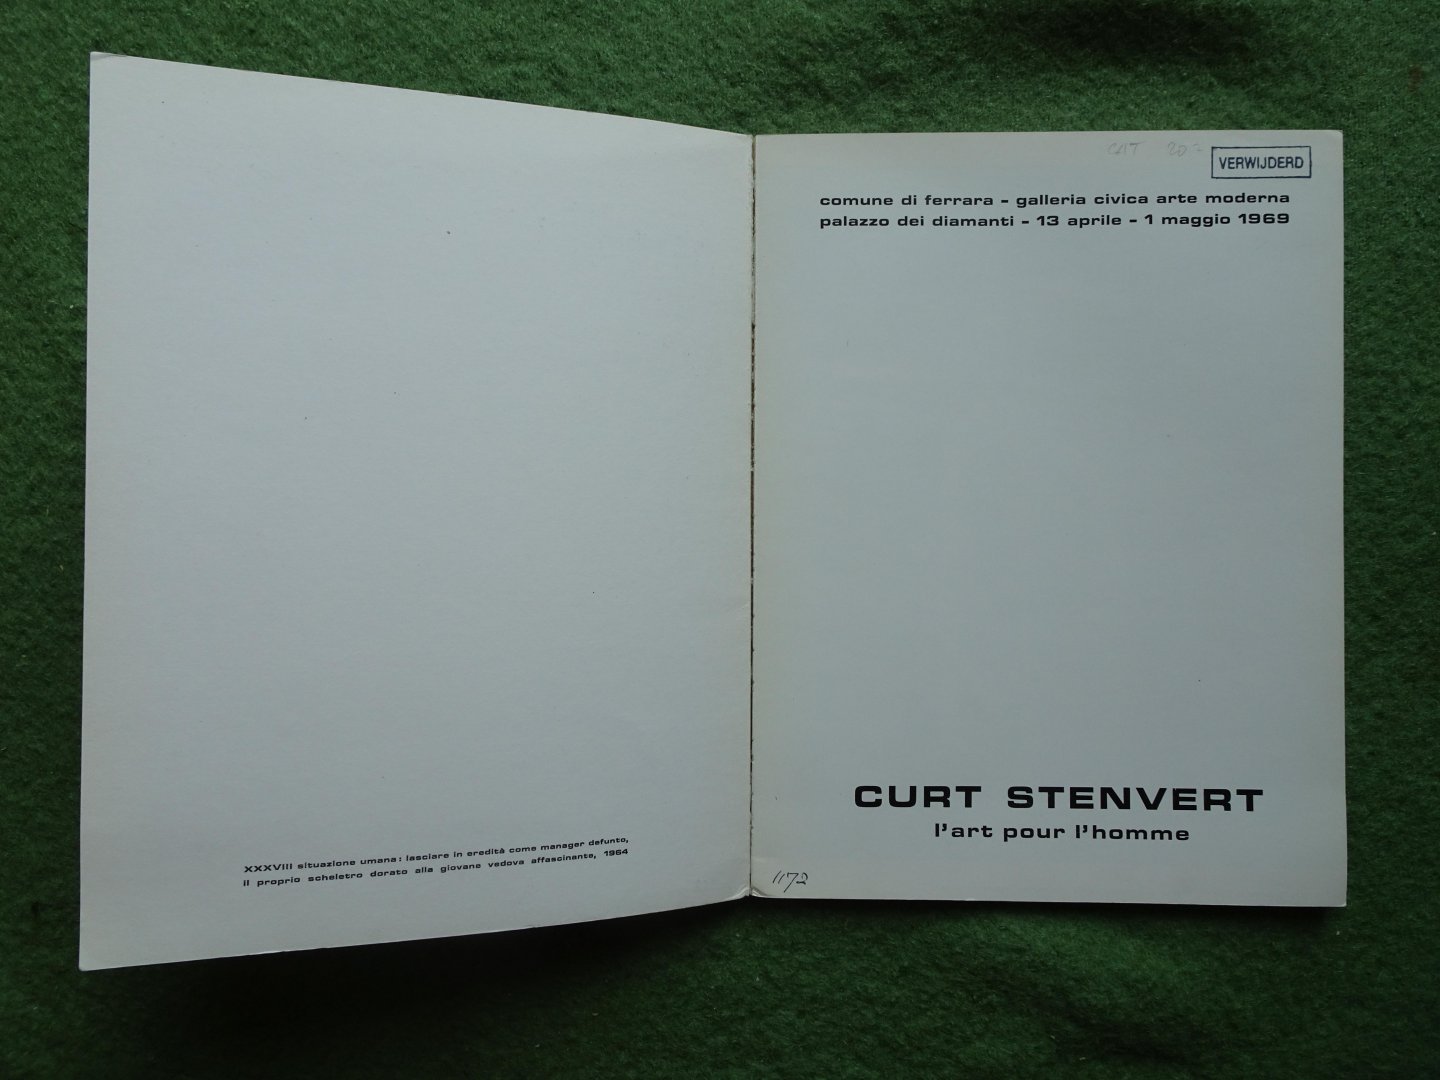 XXXVIII situazione umana: lasciare in eredità come manager defunto,
il proprio scheletro dorato alla giovane vedova affascinante, 1964
CAT 20
VERWIJDERD
comune di ferrara - galleria civica arte moderna
palazzo dei diamanti - 13 aprile - 1 maggio 1969
CURT STENVERT
l'art pour l'homme
1172